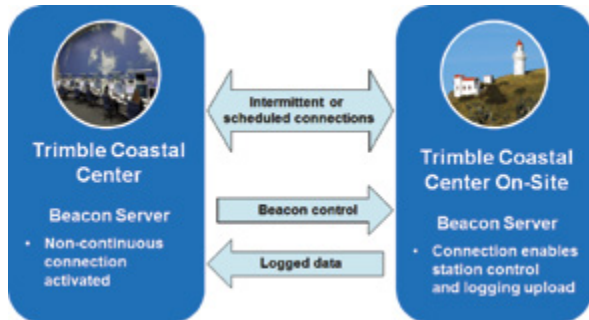 Trimble Coastal
Center
Beacon Server
• Non-continuous
connection
activated
Intermittent or
scheduled connections
Beacon control
Logged data
Trimble Coastal
Center On-Site
Beacon Server
• Connection enables
station control
and logging upload